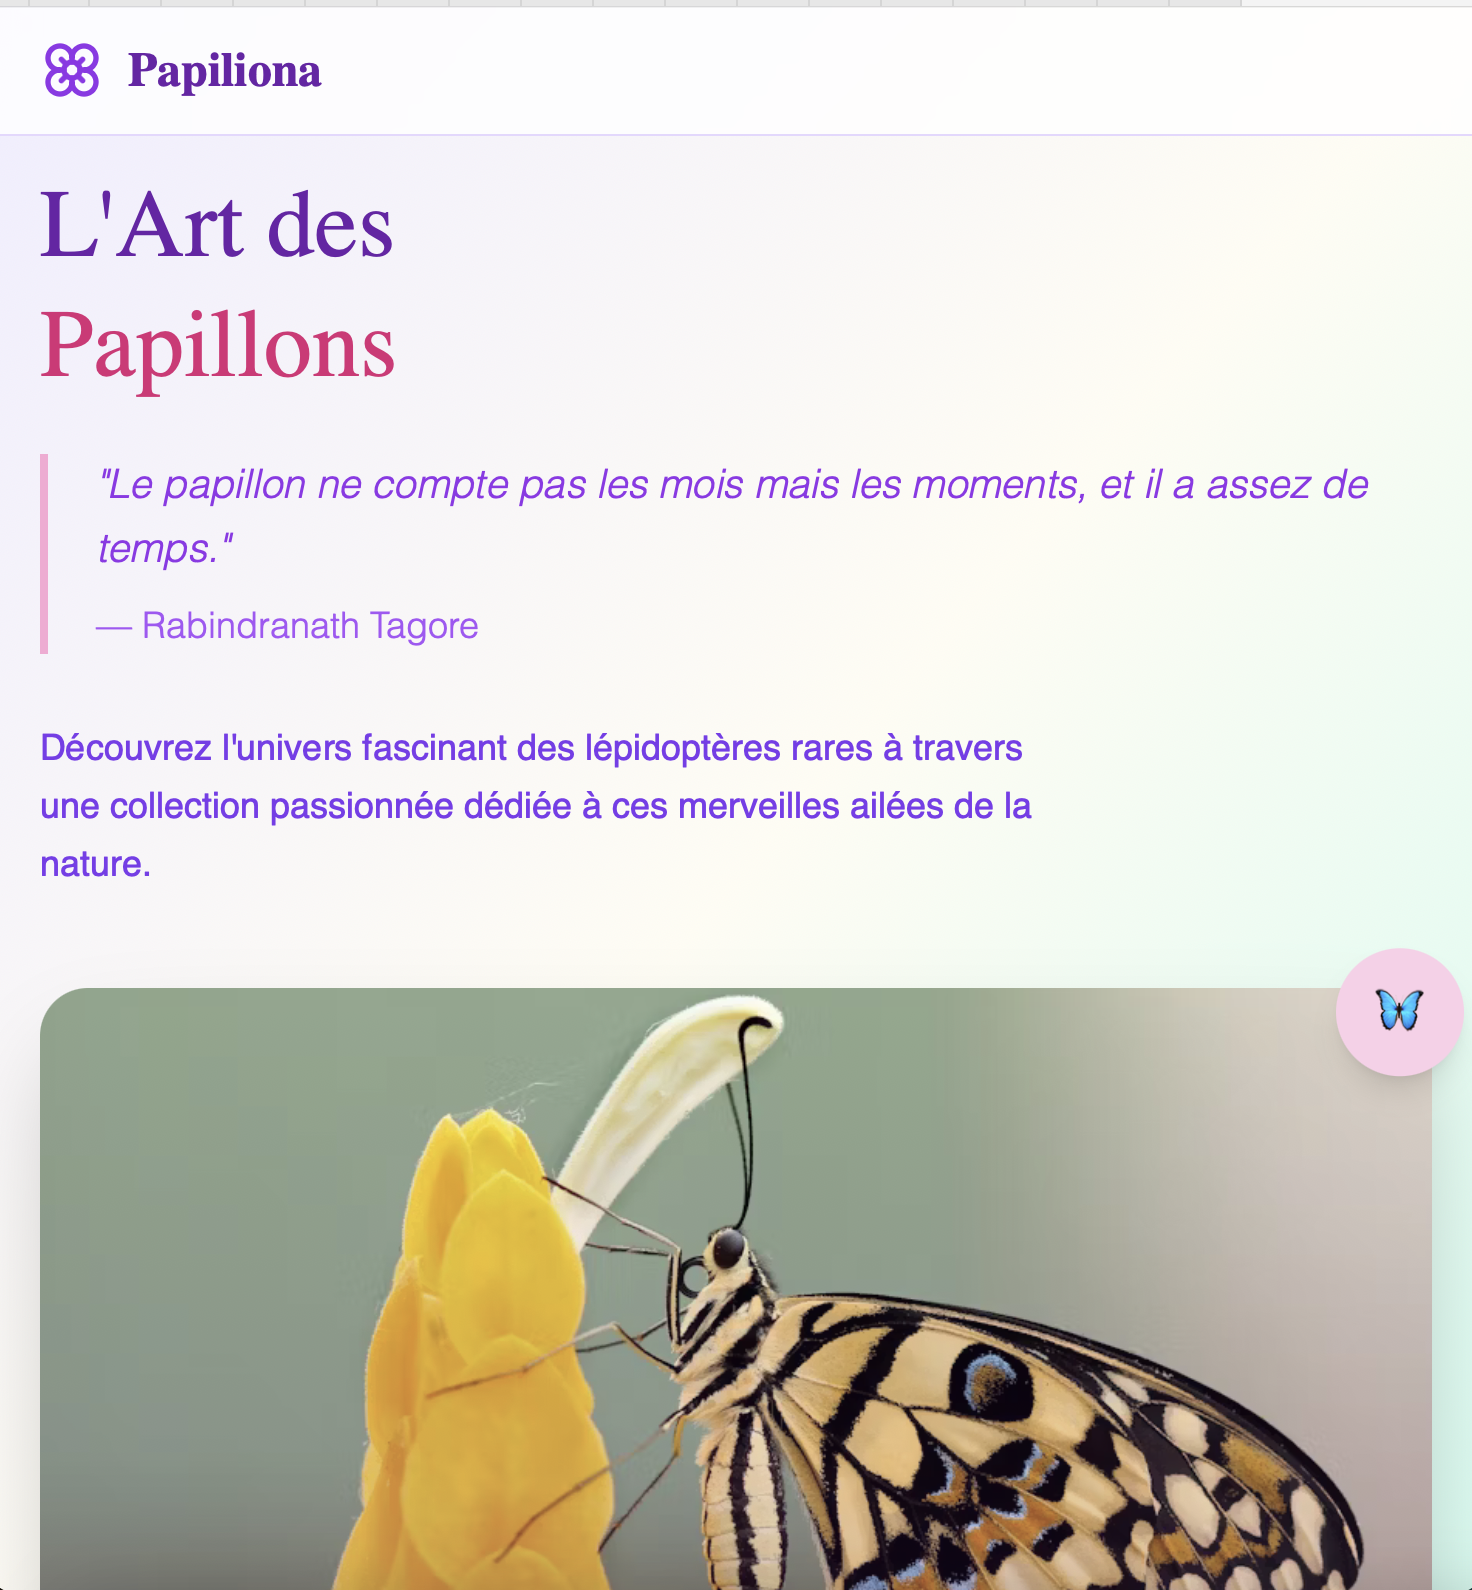 Papiliona
L'Art des
Papillons
"Le papillon ne compte pas les mois mais les moments, et il a assez de
temps."
— Rabindranath Tagore
Découvrez l'univers fascinant des lépidoptères rares à travers
une collection passionnée dédiée à ces merveilles ailées de la
nature.